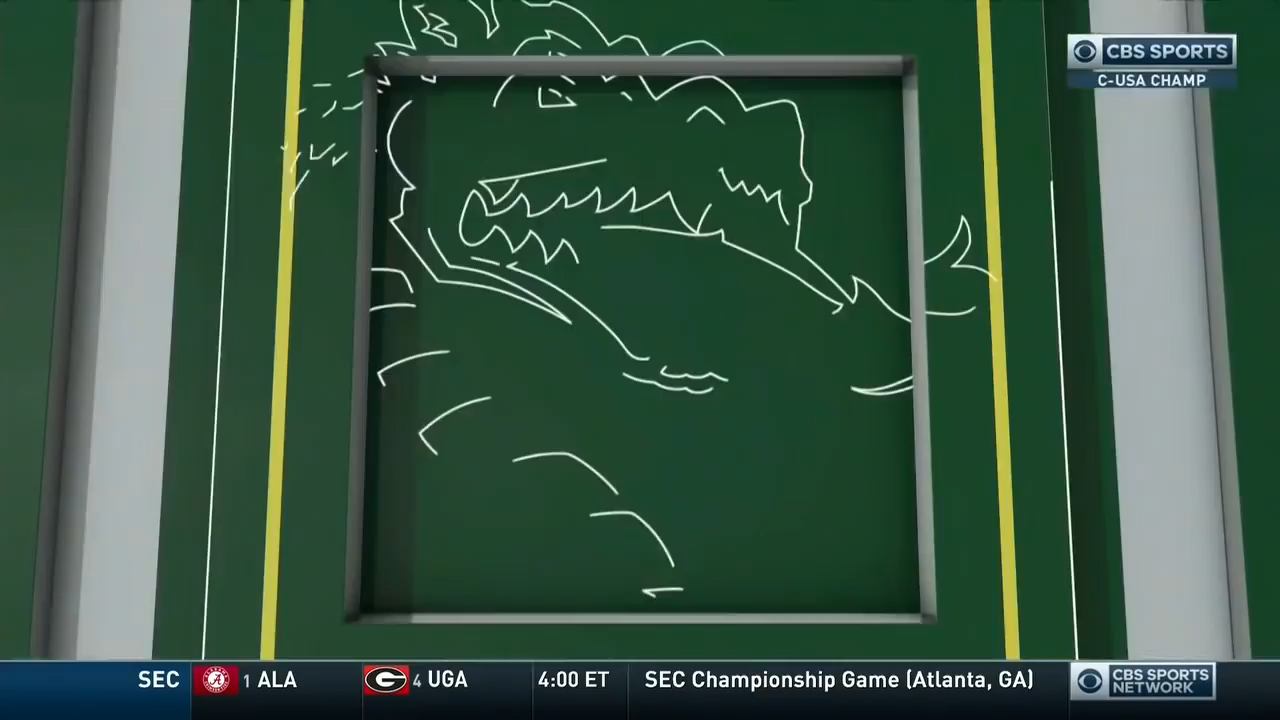 CBS SPORTS
C-USA CHAMP
SEC 1 ALA 4 UGA 4:00 ET SEC Championship Game (Atlanta, GA) CBS SPORTS NETWORK